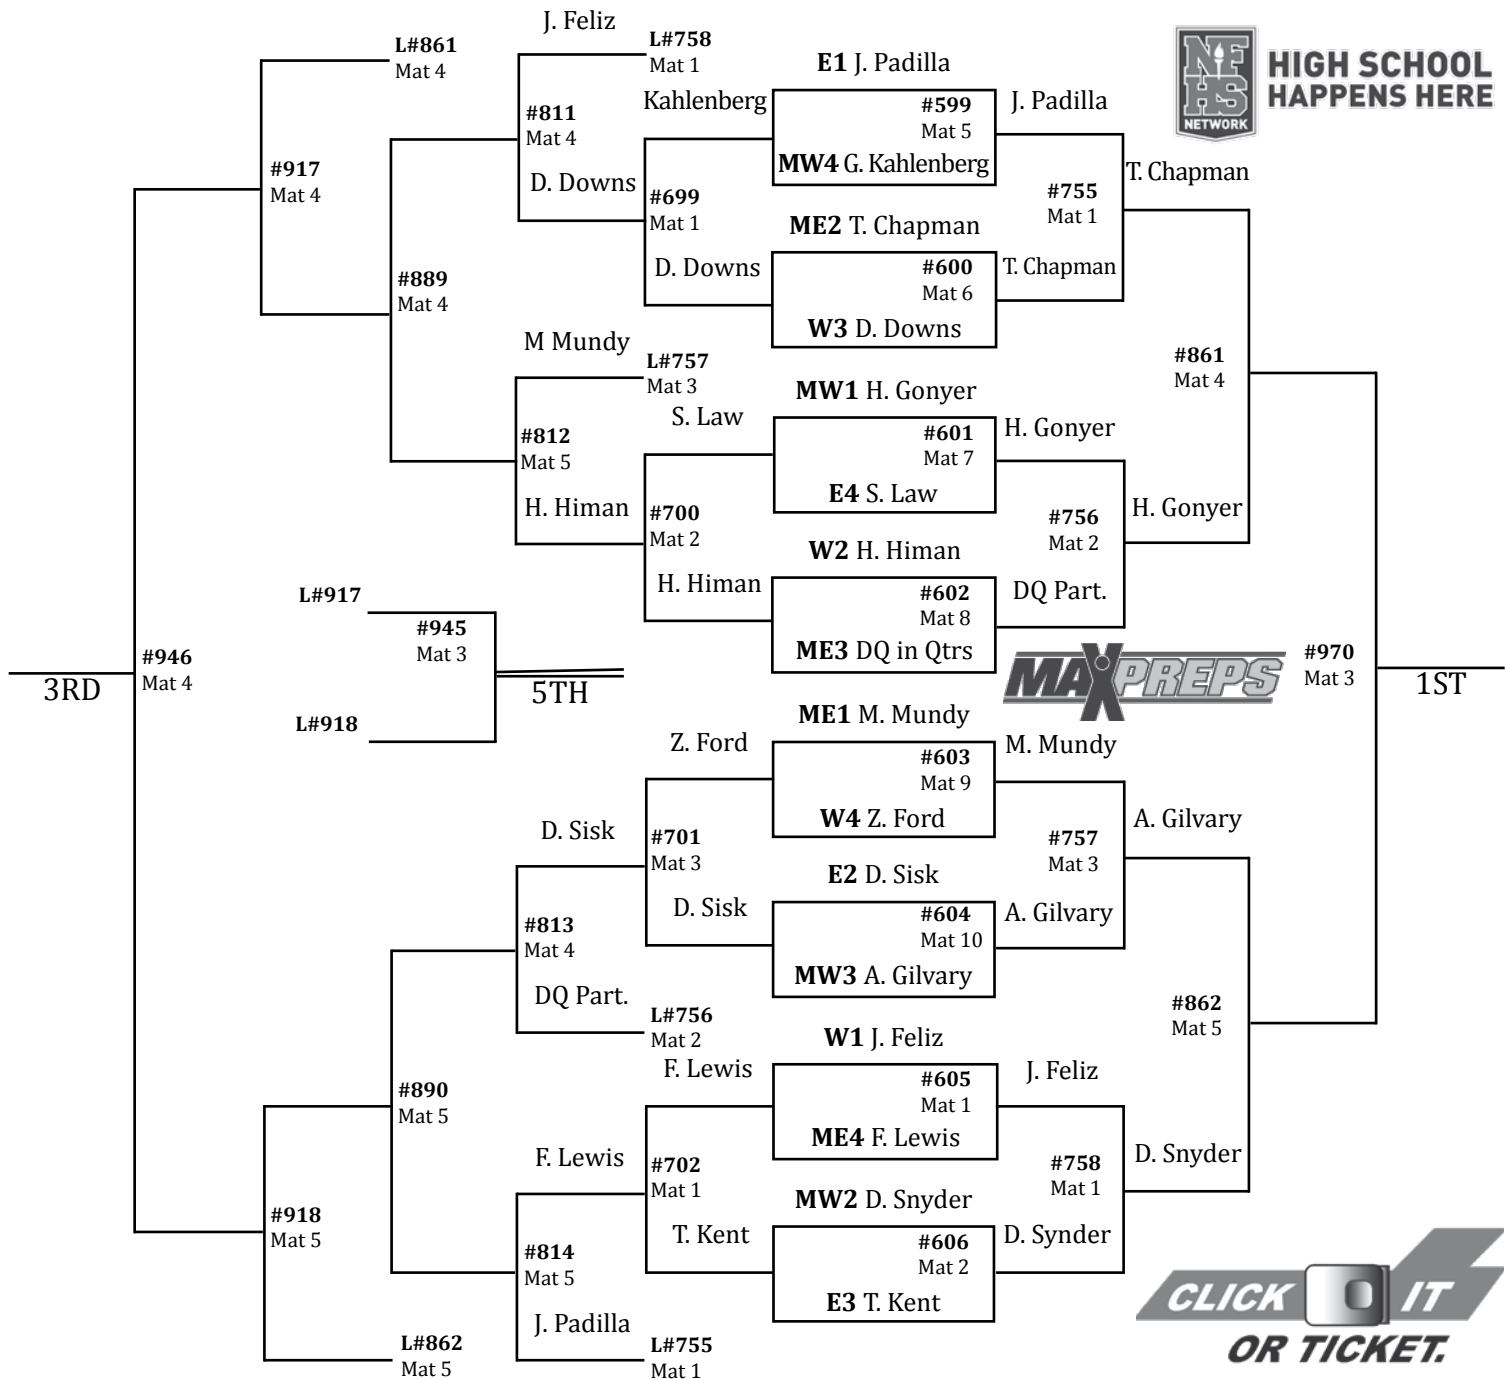 J. Feliz
L#861
Mat 4
L#758
Mat 1
E1 J. Padilla
NFHS
NETWORK
HIGH SCHOOL
HAPPENS HERE
Kahlenberg
#599
Mat 5
J. Padilla
#811
Mat 4
MW4 G. Kahlenberg
#917
Mat 4
D. Downs
#699
Mat 1
#755
Mat 1
T. Chapman
ME2 T. Chapman
D. Downs
#600
Mat 6
T. Chapman
#889
Mat 4
W3 D. Downs
M Mundy
L#757
Mat 3
#861
Mat 4
MW1 H. Gonyer
S. Law
#601
Mat 7
H. Gonyer
#812
Mat 5
E4 S. Law
H. Himan
#700
Mat 2
#756
Mat 2
H. Gonyer
W2 H. Himan
H. Himan
#602
Mat 8
DQ Part.
L#917
#945
Mat 3
ME3 DQ in Qtrs
#946
Mat 4
3RD
5TH
MAXPREPS
#970
Mat 3
1ST
L#918
ME1 M. Mundy
Z. Ford
#603
Mat 9
M. Mundy
W4 Z. Ford
D. Sisk
#701
Mat 3
#757
Mat 3
A. Gilvary
E2 D. Sisk
D. Sisk
#604
Mat 10
A. Gilvary
#813
Mat 4
MW3 A. Gilvary
DQ Part.
L#756
Mat 2
#862
Mat 5
W1 J. Feliz
F. Lewis
#605
Mat 1
J. Feliz
#890
Mat 5
ME4 F. Lewis
F. Lewis
#702
Mat 1
#758
Mat 1
D. Snyder
MW2 D. Snyder
#918
Mat 5
T. Kent
#606
Mat 2
D. Synder
#814
Mat 5
E3 T. Kent
J. Padilla
L#862
Mat 5
L#755
Mat 1
CLICK IT
OR TICKET.